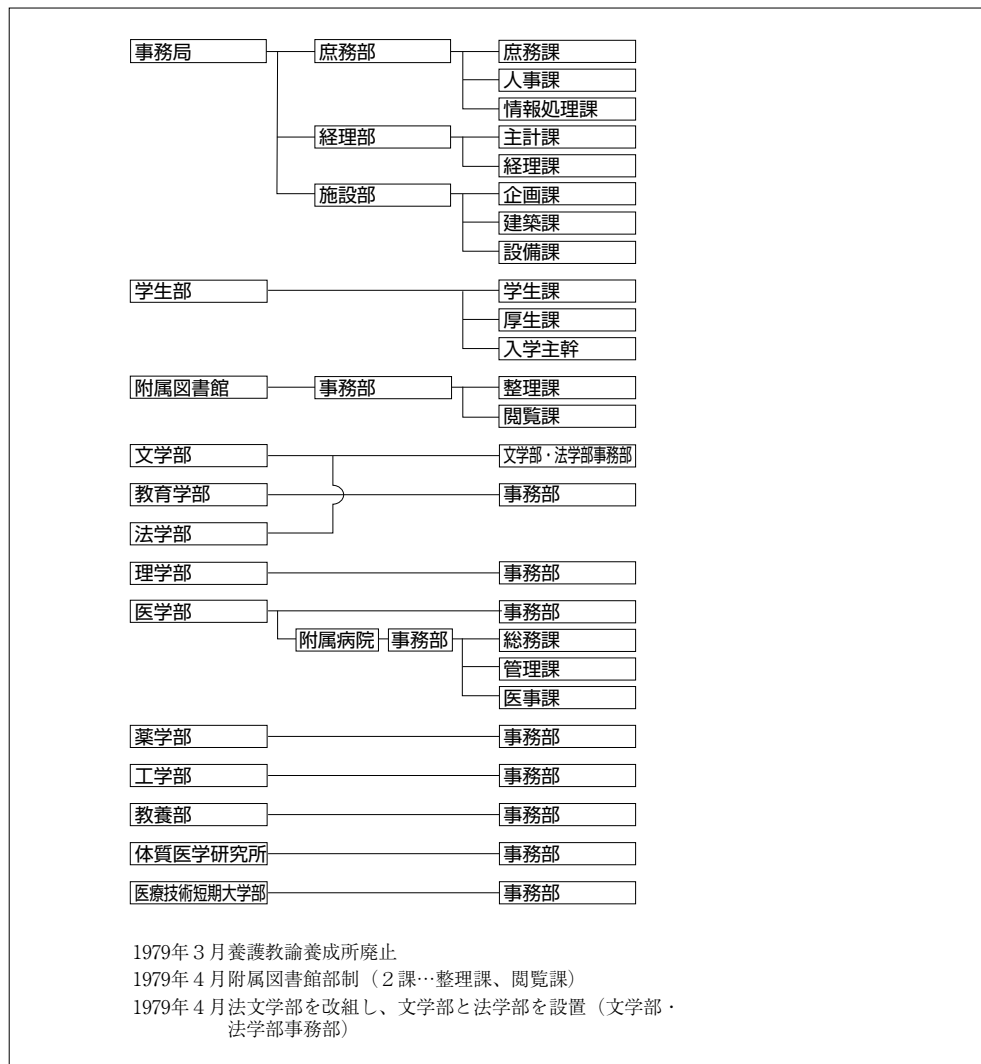 事務局 庶務部 庶務課
人事課
情報処理課
経理部 主計課
経理課
施設部 企画課
建築課
設備課
学生部 学生課
厚生課
入学主幹
附属図書館 事務部 整理課
閲覧課
文学部 文学部・法学部事務部
教育学部 事務部
法学部
理学部 事務部
医学部 事務部
附属病院 事務部 総務課
管理課
医事課
薬学部 事務部
工学部 事務部
教養部 事務部
体質医学研究所 事務部
医療技術短期大学部 事務部
1979年3月養護教諭養成所廃止
1979年4月附属図書館部制（2課…整理課、閲覧課）
1979年4月法文学部を改組し、文学部と法学部を設置（文学部・
法学部事務部）